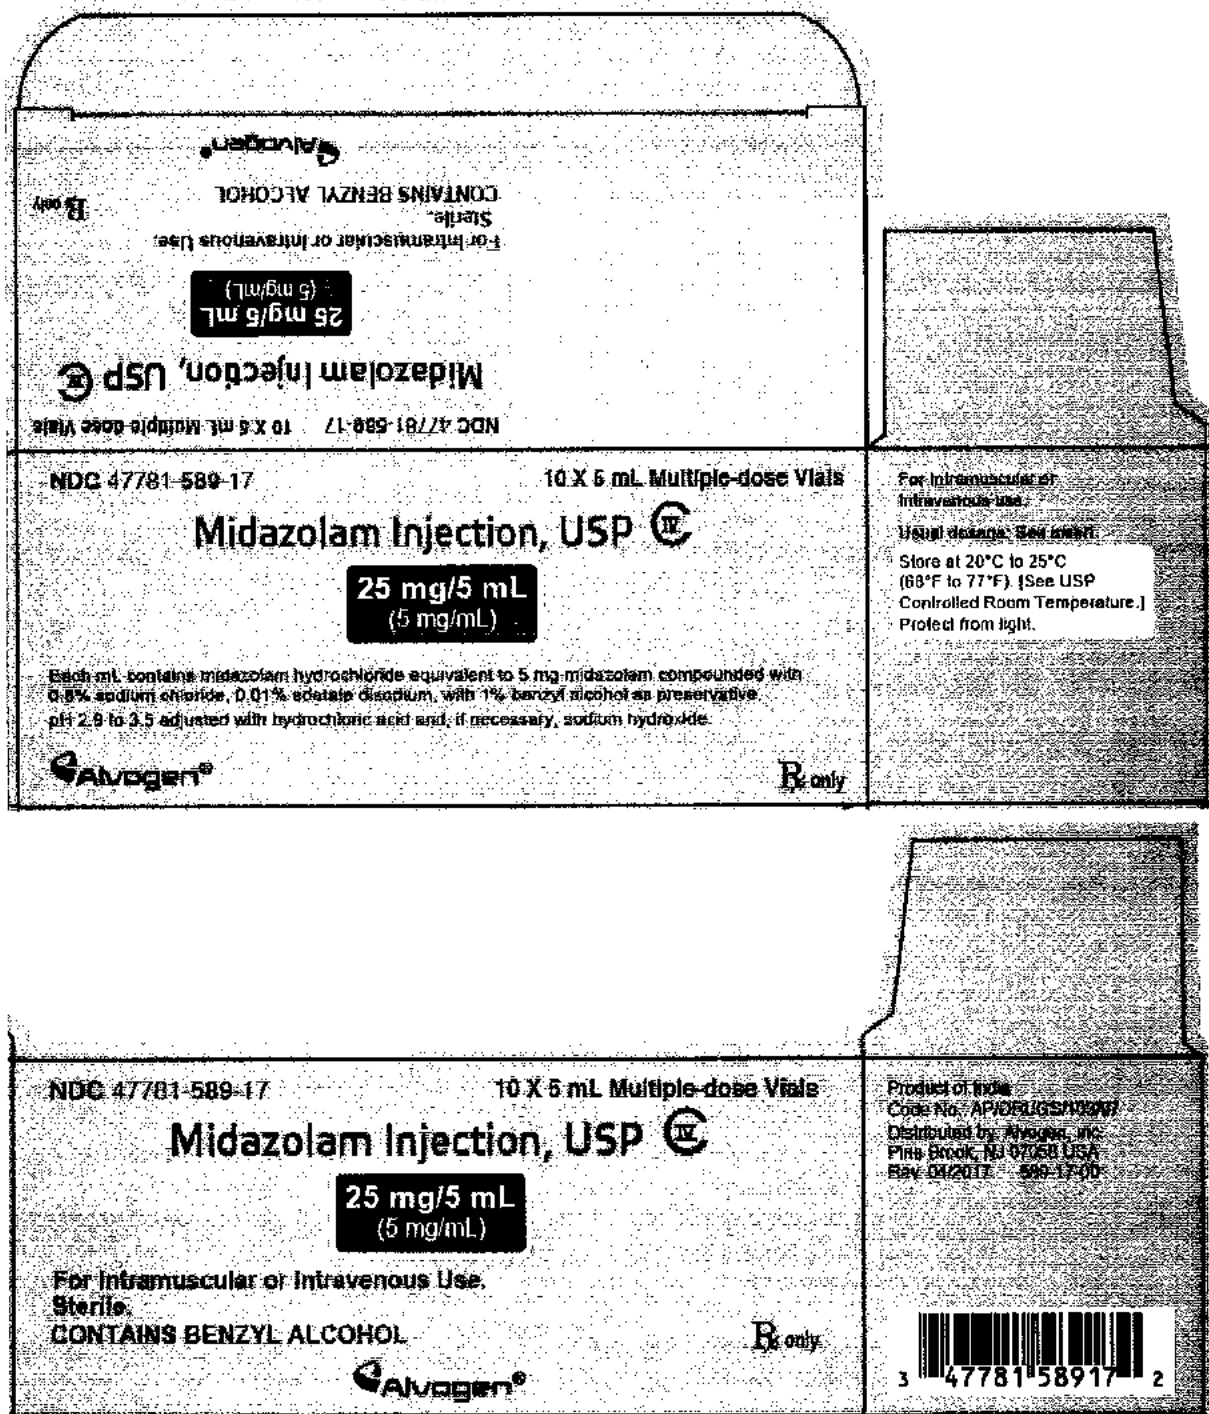 Alvogen®
CONTAINS BENZYL ALCOHOL
Sterile.
For Intramuscular or Intravenous Use.
Rx only
25 mg/5 mL
(5 mg/mL)
Midazolam Injection, USP CIV
NDC 47781-589-17 10 X 5 mL Multiple-dose Vials
NDC 47781-589-17 10 X 5 mL Multiple-dose Vials
Midazolam Injection, USP CIV
25 mg/5 mL
(5 mg/mL)
Each mL contains midazolam hydrochloride equivalent to 5 mg midazolam compounded with
0.8% sodium chloride, 0.01% edetate disodium, with 1% benzyl alcohol as preservative.
pH 2.9 to 3.5 adjusted with hydrochloric acid and, if necessary, sodium hydroxide.
Alvogen®
Rx only
For Intramuscular or
Intravenous use.
Usual dosage: See insert.
Store at 20°C to 25°C
(68°F to 77°F). [See USP
Controlled Room Temperature.]
Protect from light.
NDC 47781-589-17 10 X 5 mL Multiple-dose Vials
Midazolam Injection, USP CIV
25 mg/5 mL
(5 mg/mL)
For Intramuscular or Intravenous Use.
Sterile.
CONTAINS BENZYL ALCOHOL
Rx only
Alvogen®
Product of India
Code No.:
Distributed by: Alvogen, Inc.
Pine Brook, NJ 07058 USA
Rev. 04/2017 589-17-00
3 47781 58917 2